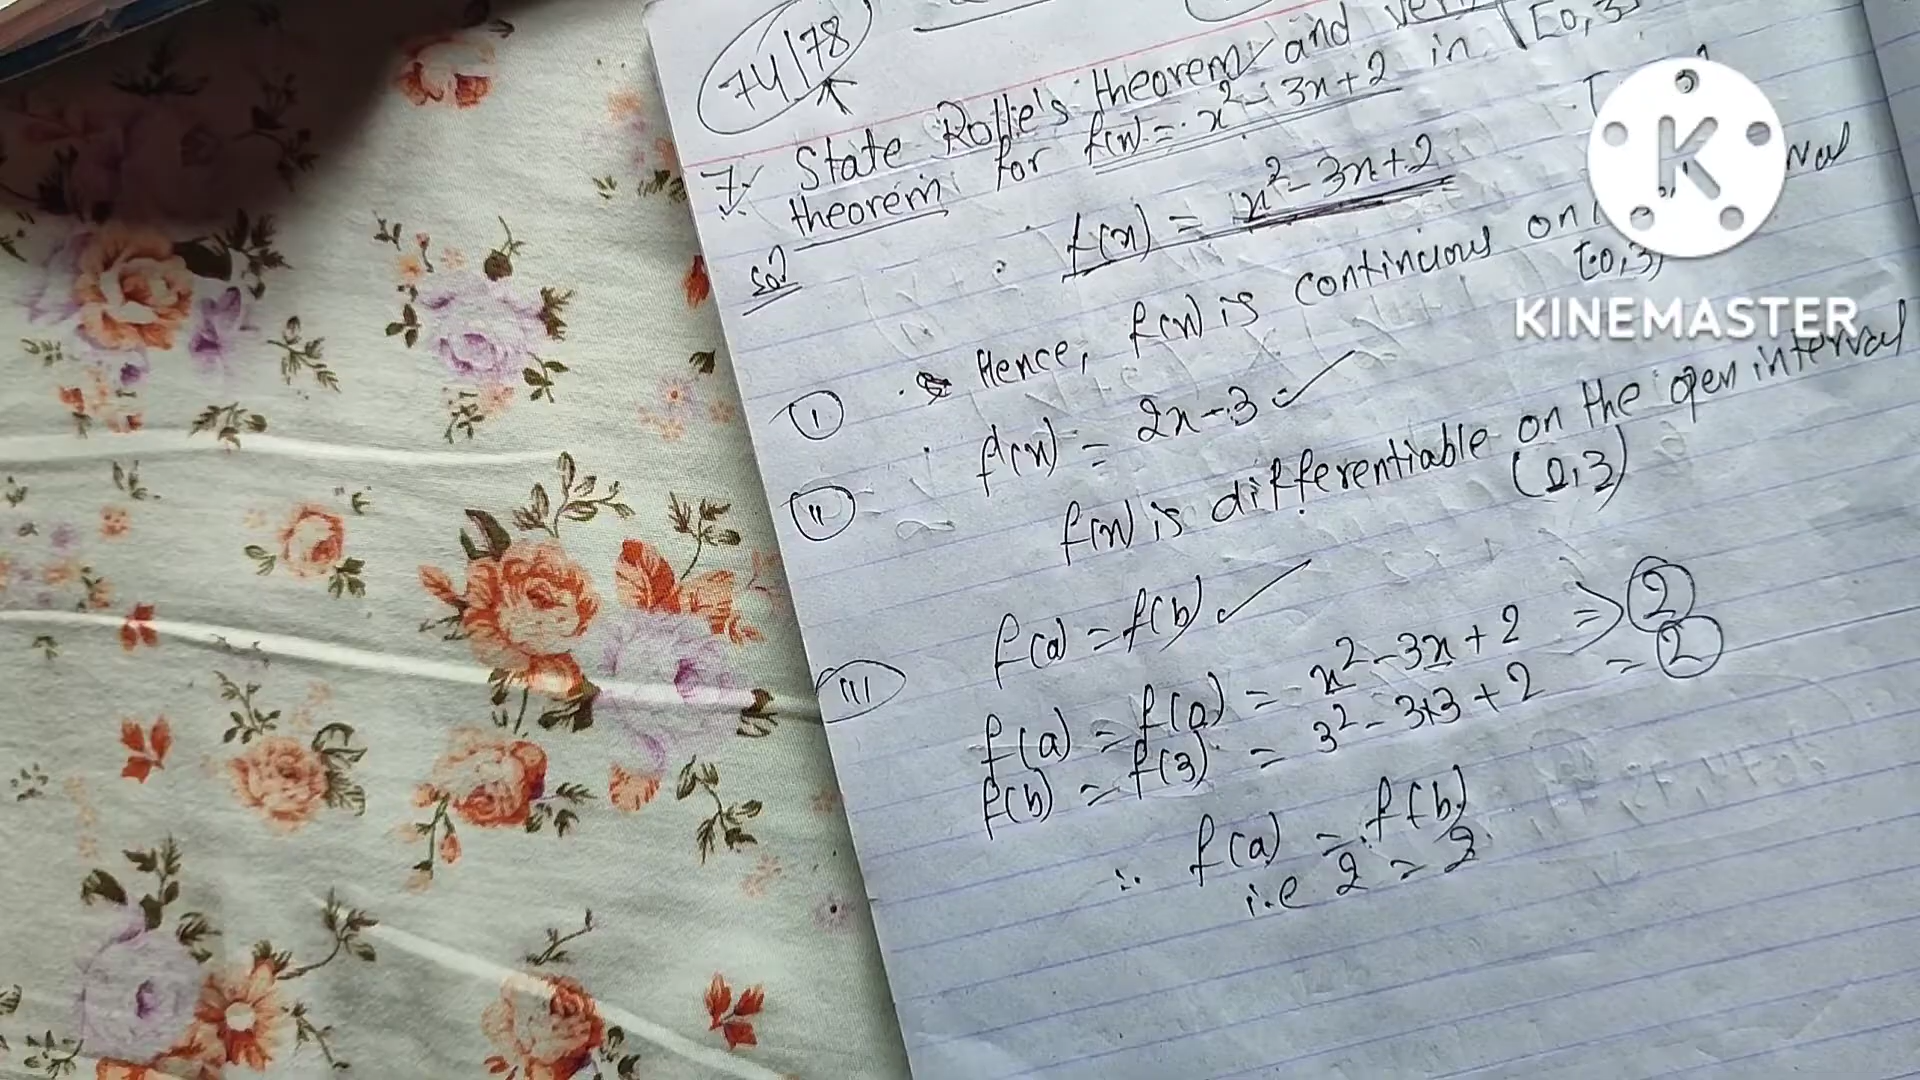 74/78
7. State Rolle's theorem and
theorem for f(x) = x² - 3x + 2 in [0, 3]
Sol
f(x) = x² - 3x + 2
(i) Hence, f(x) is continuous on
[0, 3]
f'(x) = 2x - 3
(ii) f(x) is differentiable on the open interval
(0, 3)
f(a) = f(b)
(iii) f(a) = f(0) = x² - 3x + 2 => 2
f(b) = f(3) = 3² - 3×3 + 2 = 2
∴ f(a) = f(b)
i.e 2 = 2
K
KINEMASTER